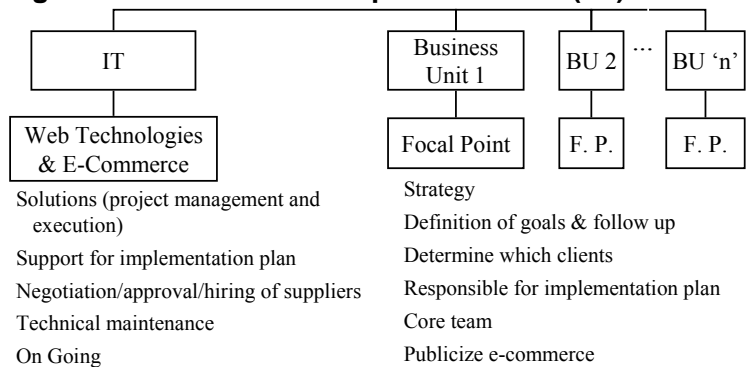 IT
Business
Unit 1
BU 2
...
BU ‘n’
Web Technologies
& E-Commerce
Focal Point
F. P.
F. P.
Solutions (project management and
execution)
Support for implementation plan
Negotiation/approval/hiring of suppliers
Technical maintenance
On Going
Strategy
Definition of goals & follow up
Determine which clients
Responsible for implementation plan
Core team
Publicize e-commerce